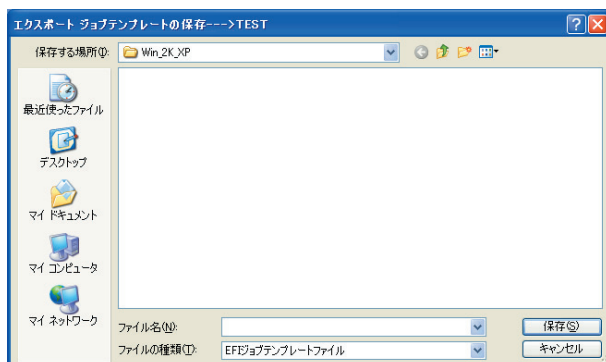 エクスポート ジョブテンプレートの保存--->TEST
保存する場所(I):
Win_2K_XP
最近使ったファイル
デスクトップ
マイ ドキュメント
マイ コンピュータ
マイ ネットワーク
ファイル名(N):
保存(S)
ファイルの種類(T):
EFIジョブテンプレートファイル
キャンセル